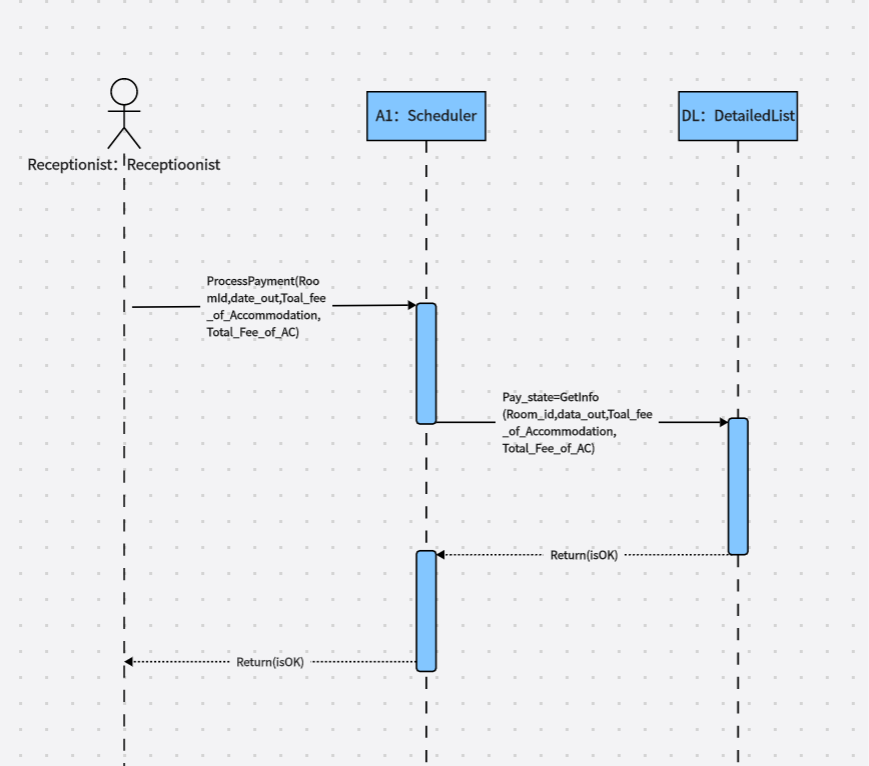 A1：Scheduler
DL：DetailedList
Receptionist：Receptioonist
ProcessPayment(Roo
mId,date_out,Toal_fee
_of_Accommodation,
Total_Fee_of_AC)
Pay_state=GetInfo
(Room_id,data_out,Toal_fee
_of_Accommodation,
Total_Fee_of_AC)
Return(isOK)
Return(isOK)